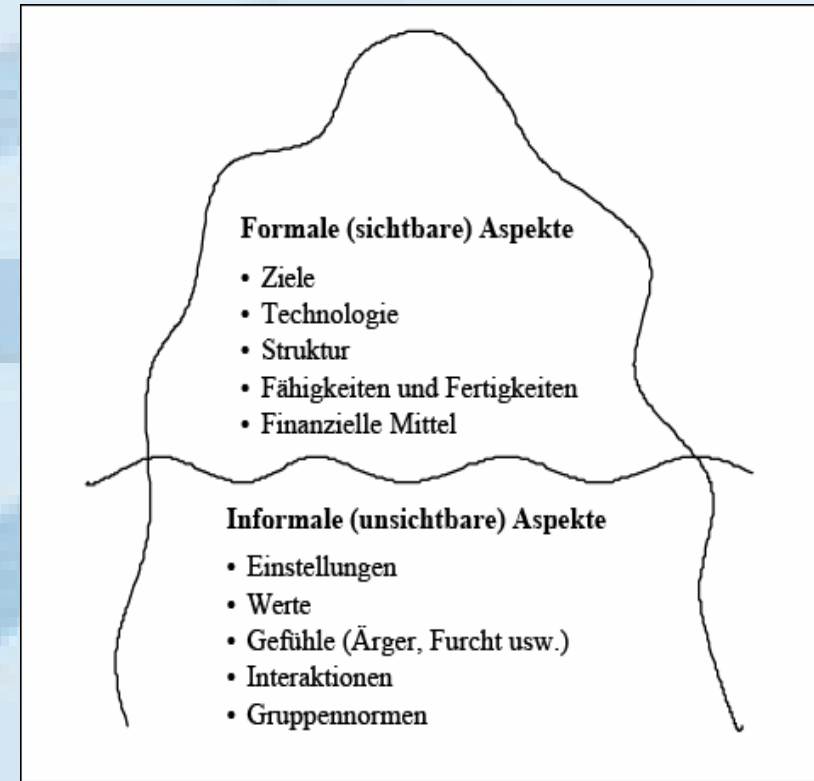 Formale (sichtbare) Aspekte
• Ziele
• Technologie
• Struktur
• Fähigkeiten und Fertigkeiten
• Finanzielle Mittel
Informale (unsichtbare) Aspekte
• Einstellungen
• Werte
• Gefühle (Ärger, Furcht usw.)
• Interaktionen
• Gruppennormen